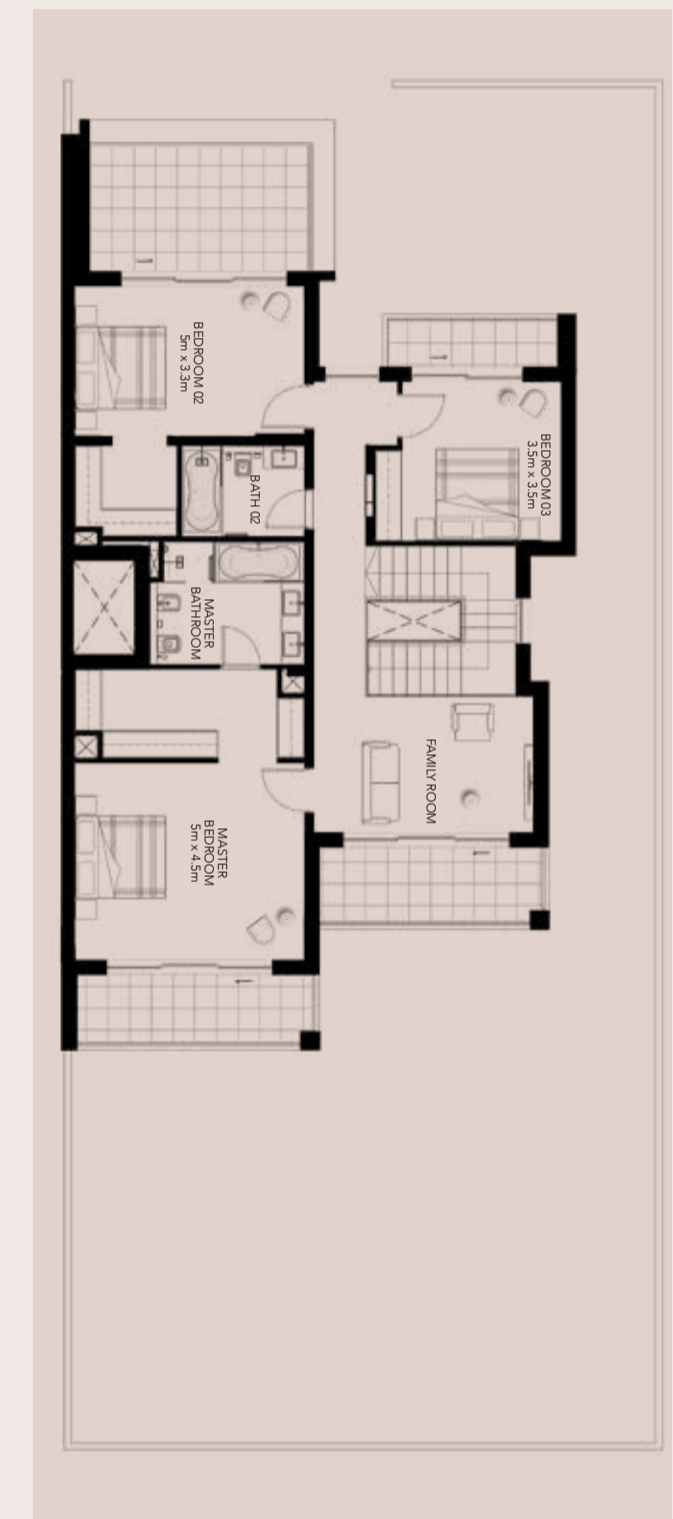 BEDROOM 02
5m x 3.3m
BEDROOM 03
3.5m x 3.5m
BATH 02
MASTER
BATHROOM
FAMILY ROOM
MASTER
BEDROOM
5m x 4.5m